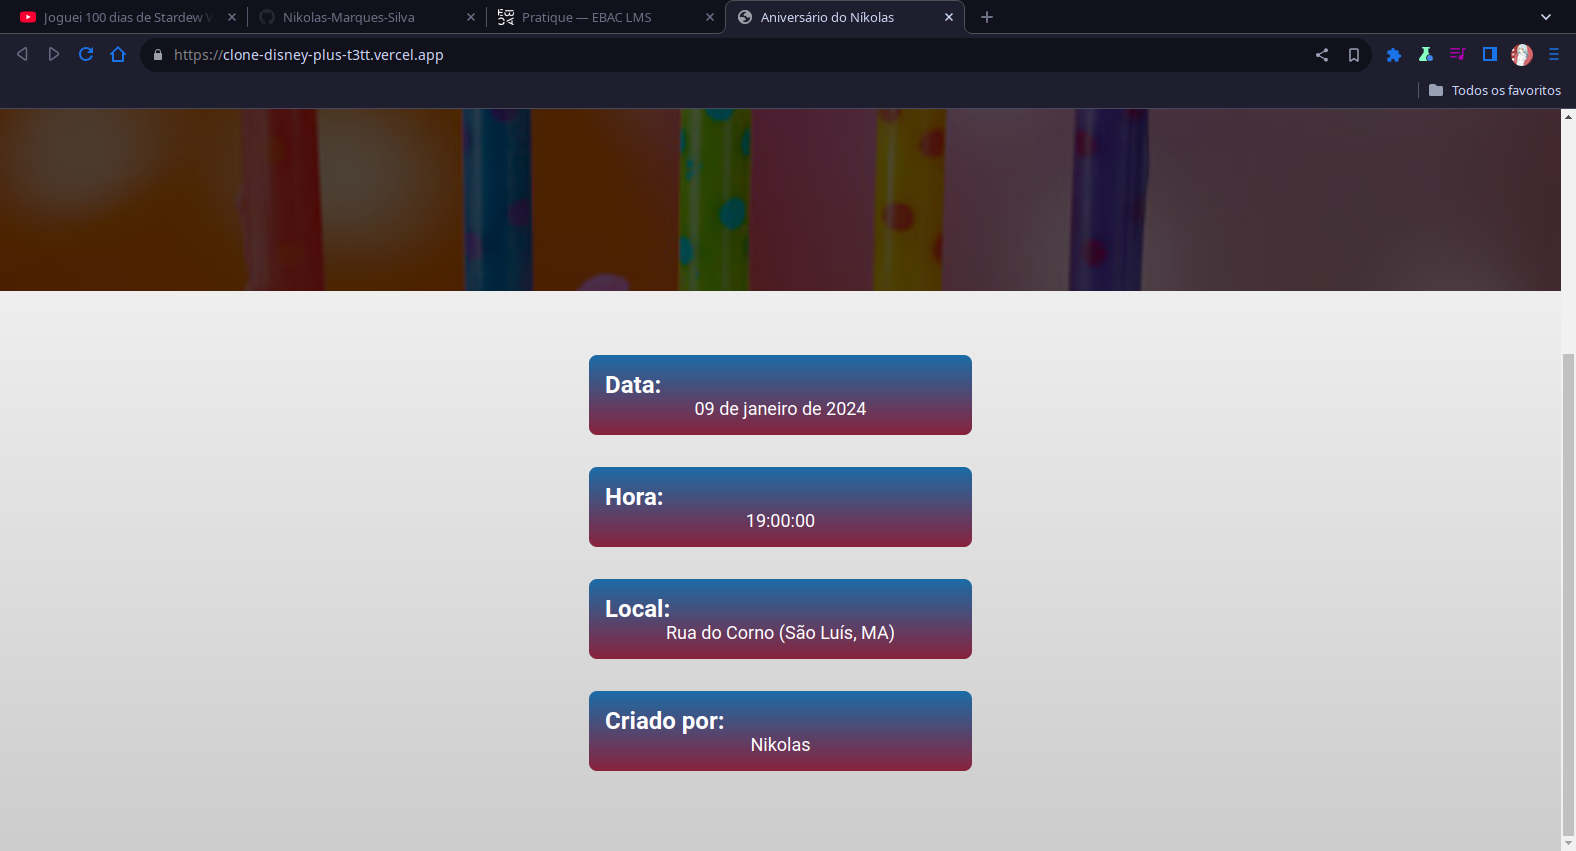 Joguei 100 dias de Stardew V
Nikolas-Marques-Silva
EBAC
Pratique — EBAC LMS
Aniversário do Níkolas
https://clone-disney-plus-t3tt.vercel.app
Todos os favoritos
Data:
09 de janeiro de 2024
Hora:
19:00:00
Local:
Rua do Corno (São Luís, MA)
Criado por:
Nikolas